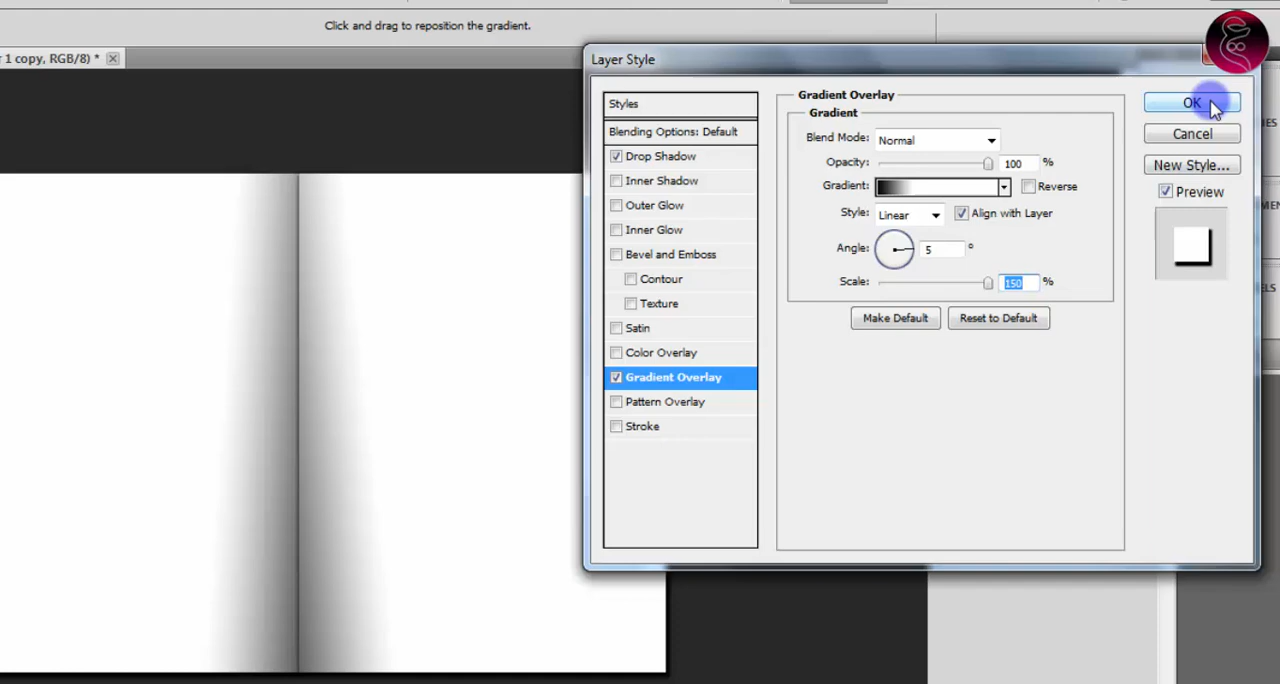 Click and drag to reposition the gradient.
r 1 copy, RGB/8) *
Layer Style
Styles
Blending Options: Default
Drop Shadow
Inner Shadow
Outer Glow
Inner Glow
Bevel and Emboss
Contour
Texture
Satin
Color Overlay
Gradient Overlay
Pattern Overlay
Stroke
Gradient Overlay
Gradient
Blend Mode: Normal
Opacity: 100 %
Gradient: Reverse
Style: Linear Align with Layer
Angle: 5 °
Scale: 150 %
Make Default Reset to Default
OK
Cancel
New Style...
Preview